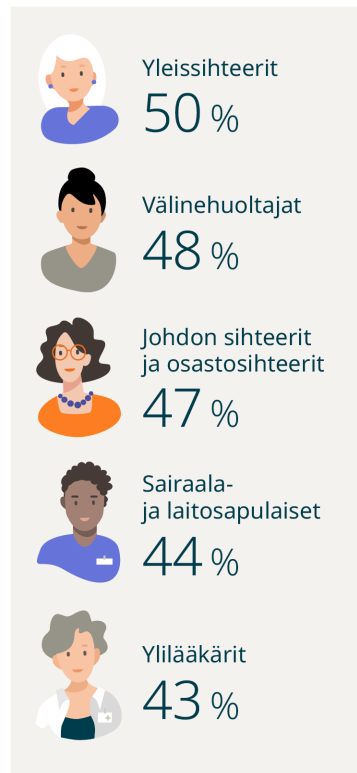 Yleissihteerit
50 %
Välinehuoltajat
48 %
Johdon sihteerit
ja osastosihteerit
47 %
Sairaala-
ja laitosapulaiset
44 %
Ylilääkärit
43 %